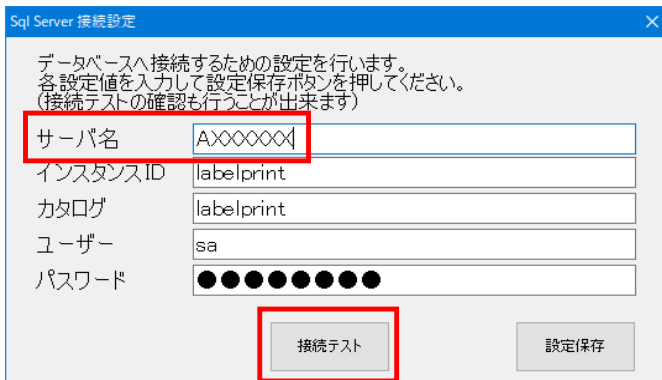 Sql Server 接続設定
データベースへ接続するための設定を行います。
各設定値を入力して設定保存ボタンを押してください。
(接続テストの確認も行うことが出来ます)
サーバ名 AXXXXXX
インスタンスID labelprint
カタログ labelprint
ユーザー sa
パスワード ●●●●●●●●
接続テスト 設定保存